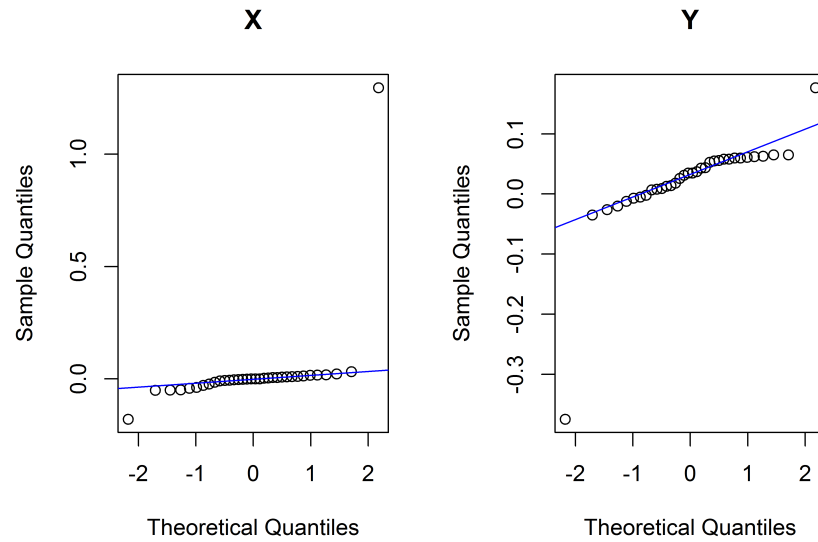 X
Sample Quantiles
1.0
0.5
0.0
-2 -1 0 1 2
Theoretical Quantiles
Y
Sample Quantiles
0.1
0.0
-0.1
-0.2
-0.3
-2 -1 0 1 2
Theoretical Quantiles